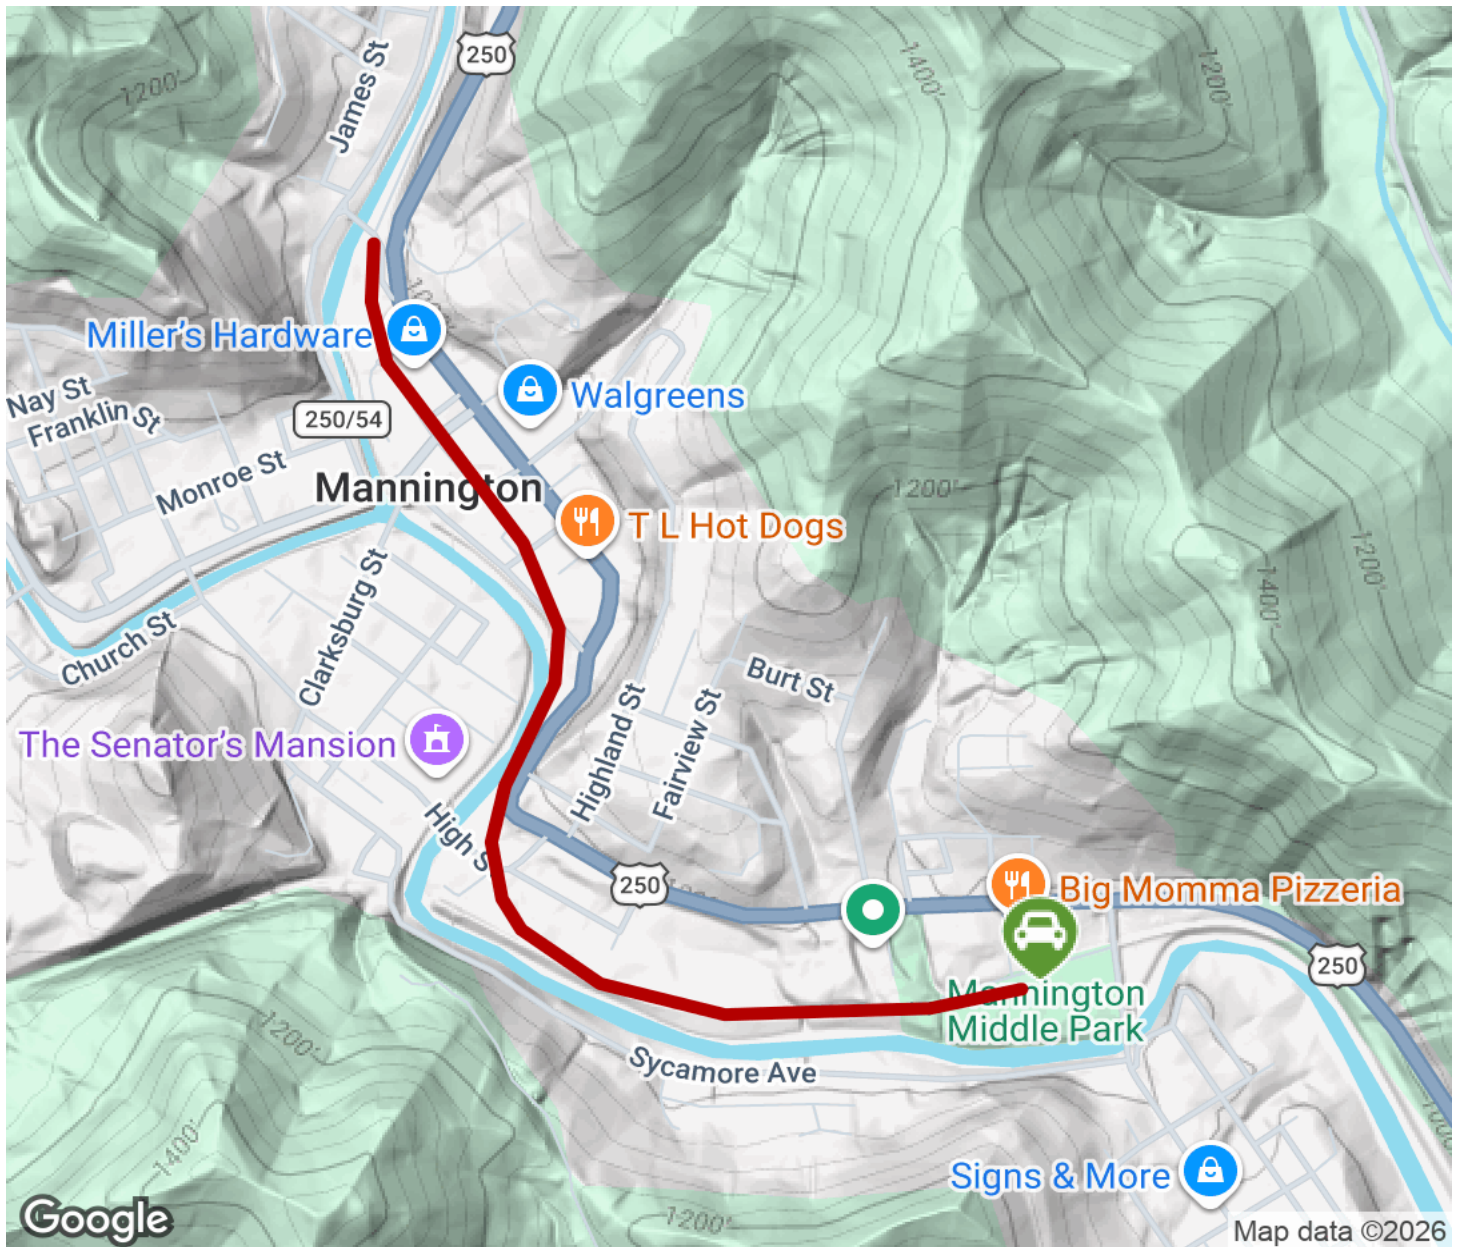 250
James St
1200'
1400'
1200'
Miller's Hardware
Walgreens
Nay St
Franklin St
250/54
Monroe St
Mannington
1200'
T L Hot Dogs
1200'
1400'
Clarksburg St
Church St
Burt St
Highland St
Fairview St
The Senator's Mansion
High S
250
Big Momma Pizzeria
250
Mannington
Middle Park
1200'
Sycamore Ave
1400'
Signs & More
1200'
Google
Map data ©2026